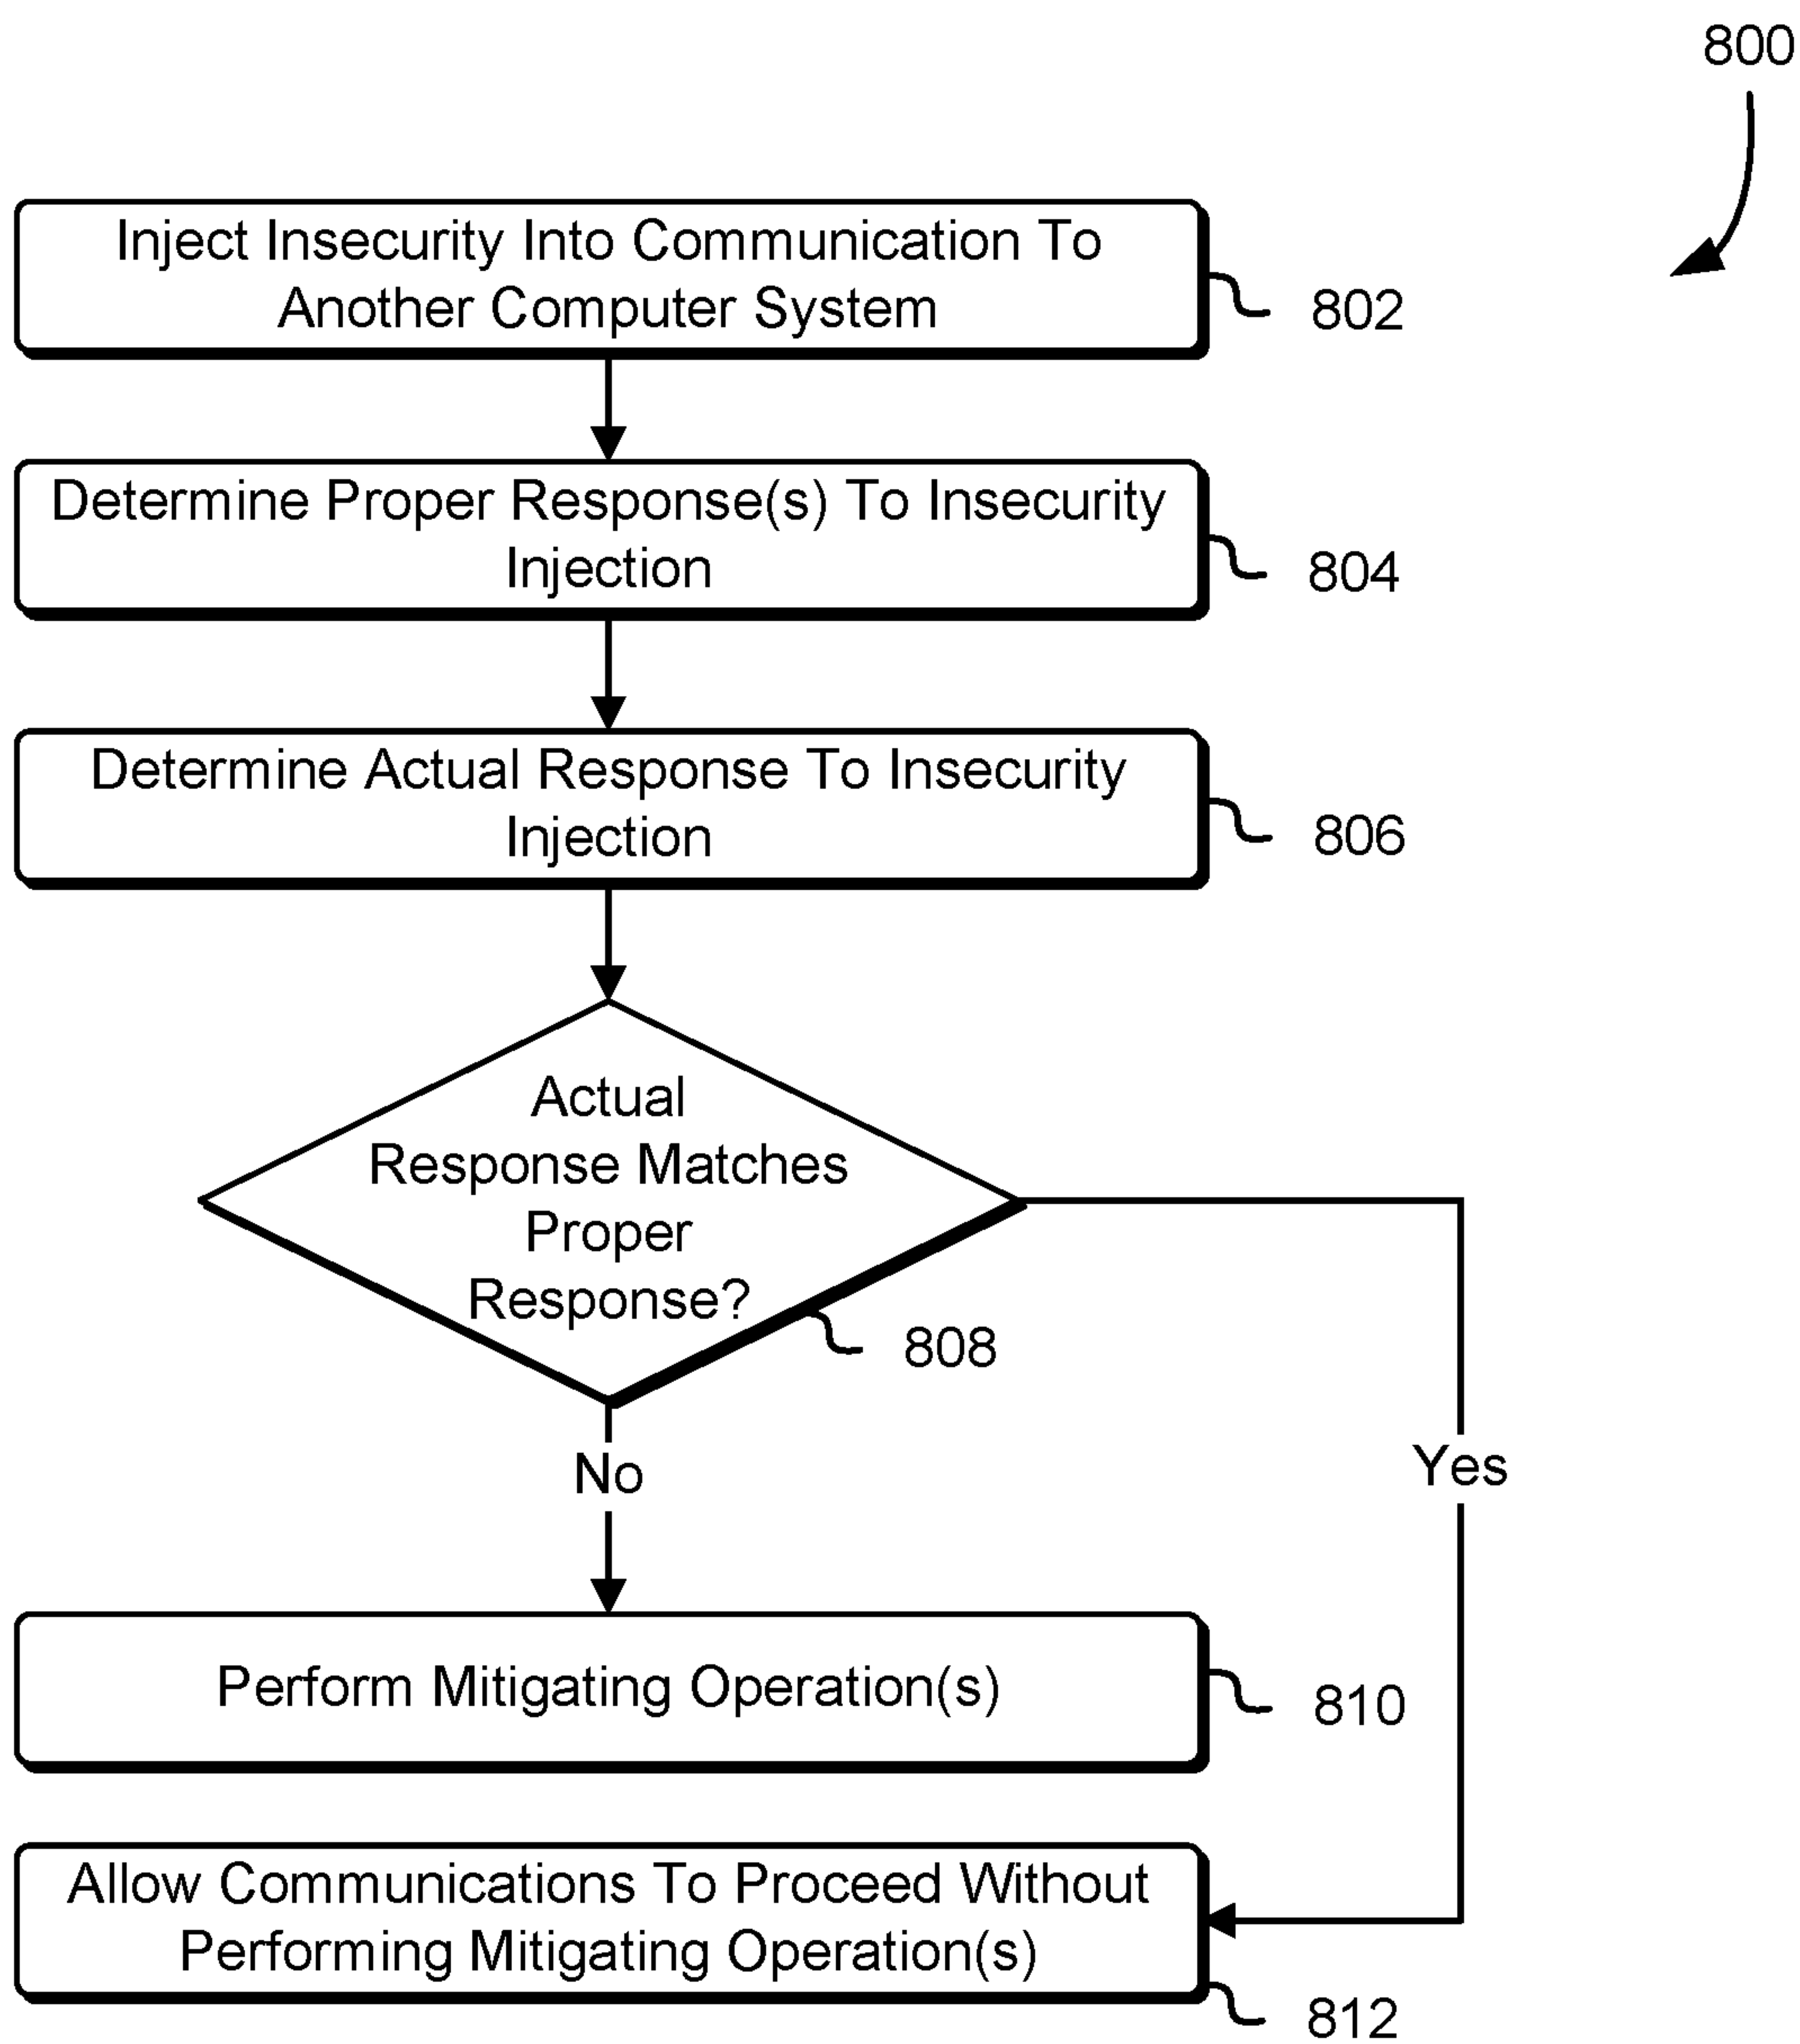 800
Inject Insecurity Into Communication To
Another Computer System
802
Determine Proper Response(s) To Insecurity
Injection
804
Determine Actual Response To Insecurity
Injection
806
Actual
Response Matches
Proper
Response?
808
No
Yes
Perform Mitigating Operation(s)
810
Allow Communications To Proceed Without
Performing Mitigating Operation(s)
812